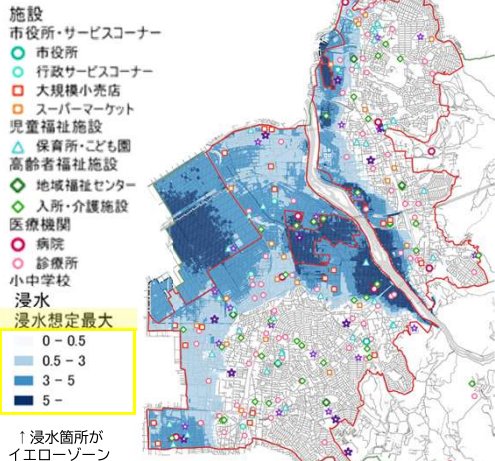 施設
市役所・サービスコーナー
市役所
行政サービスコーナー
大規模小売店
スーパーマーケット
児童福祉施設
保育所・こども園
高齢者福祉施設
地域福祉センター
入所・介護施設
医療機関
病院
診療所
小中学校
浸水
浸水想定最大
0 - 0.5
0.5 - 3
3 - 5
5 -
↑浸水箇所が
イエローゾーン